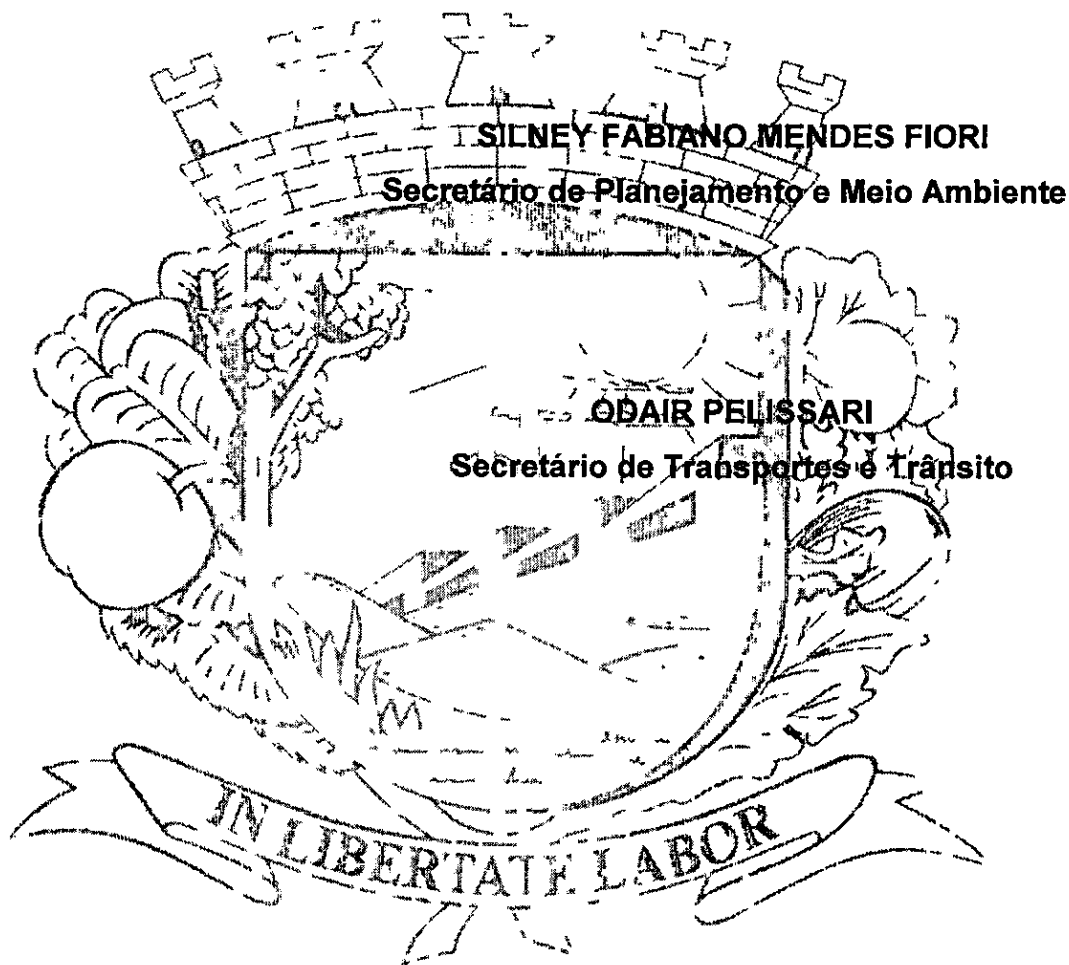 SILNEY FABIANO MENDES FIORI
Secretário de Planejamento e Meio Ambiente
ODAIR PELISSARI
Secretário de Transportes e Trânsito
IN LIBERTATE LABOR